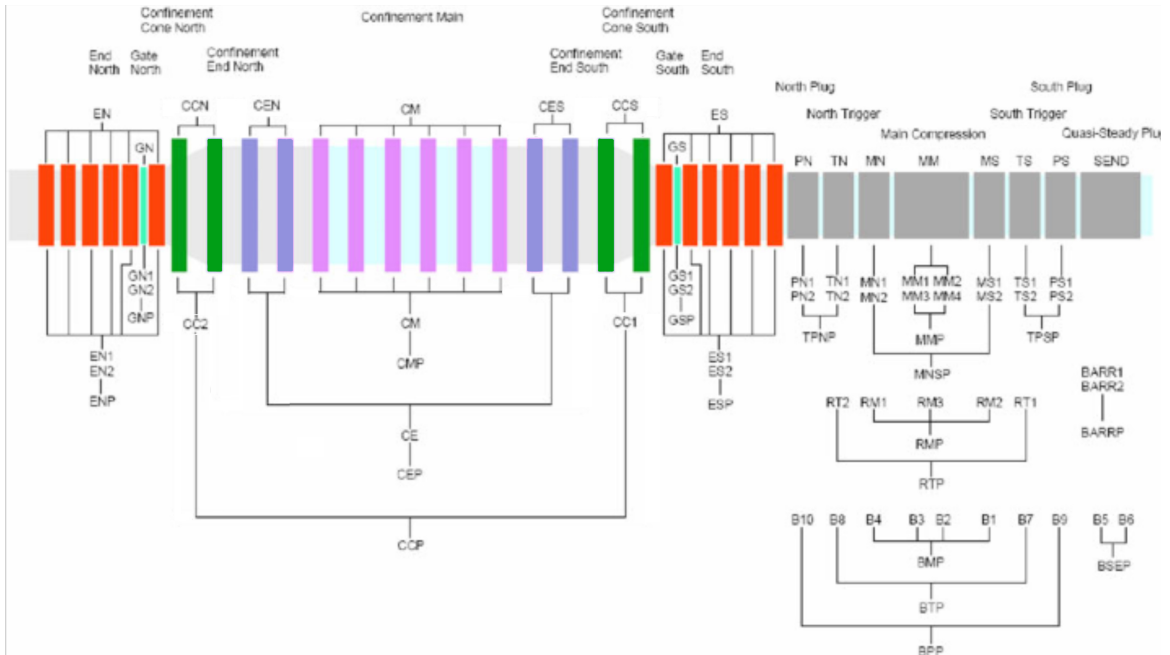 Confinement
Cone North
Confinement Main
Confinement
Cone South
End
North
Gate
North
Confinement
End North
Confinement
End South
Gate
South
End
South
North Plug
South Plug
North Trigger
South Trigger
Main Compression
Quasi-Steady Plug
EN
CCN
CEN
CM
CES
CCS
ES
GN
GS
PN TN MN MM MS TS PS SEND
GN1
GN2
GNP
GS1
GS2
GSP
PN1 TN1 MN1 MM1 MM2 MS1 TS1 PS1
PN2 TN2 MN2 MM3 MM4 MS2 TS2 PS2
CC2
CM
CC1
TPNP
MMP
TPSP
CMP
EN1
EN2
ENP
ES1
ES2
ESP
MNSP
BARR1
BARR2
BARRP
RT2 RM1 RM3 RM2 RT1
CE
RMP
CEP
RTP
B10 B8 B4 B3 B2 B1 B7 B9 B5 B6
BMP
BSEP
BTP
BPP